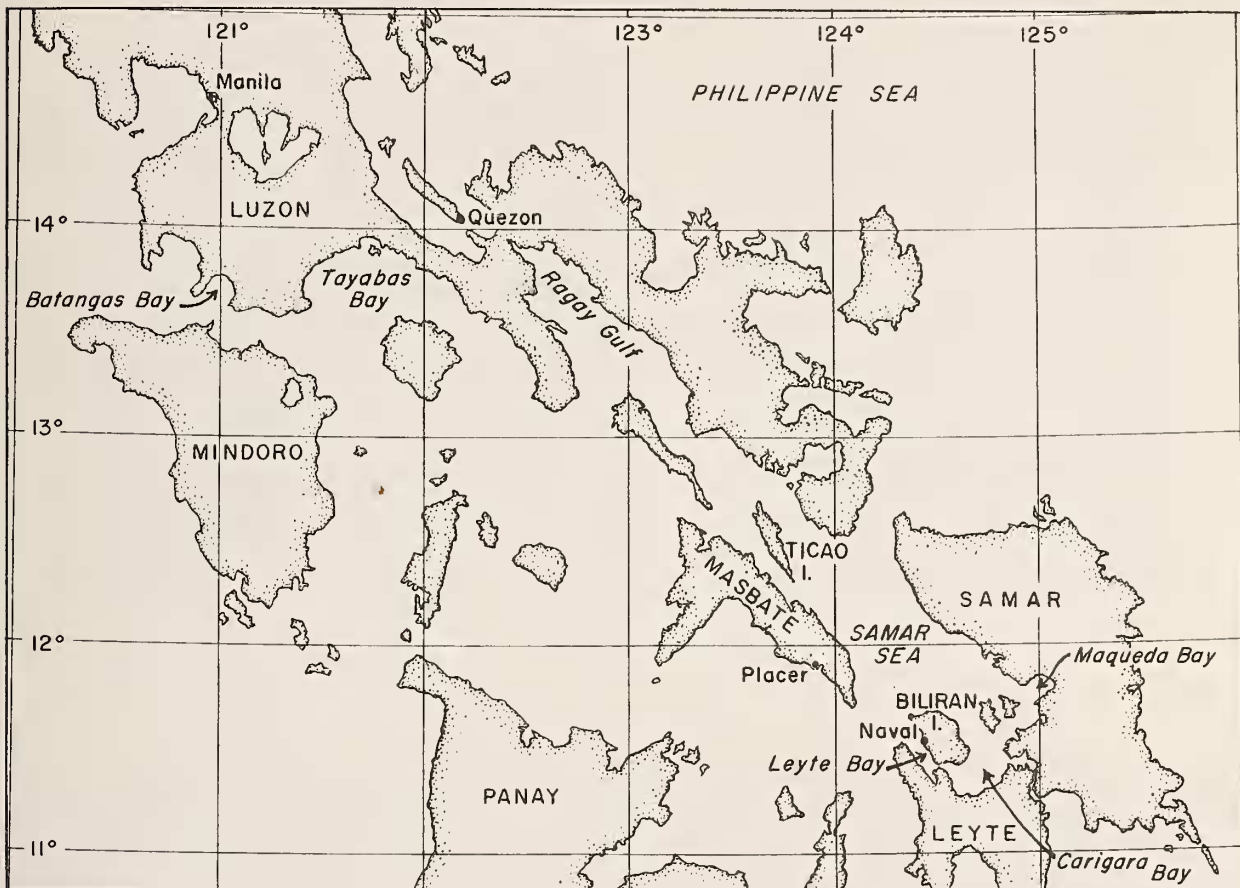 121°
123°
124°
125°
Manila
PHILIPPINE SEA
LUZON
Quezon
14°
Tayabas
Bay
Batangas Bay
Ragay Gulf
13°
MINDORO
TICAO
I.
MASBATE
SAMAR
12°
SAMAR
SEA
Placer
Maqueda Bay
BILIRAN
I.
Naval
Leyte Bay
PANAY
LEYTE
11°
Carigara Bay